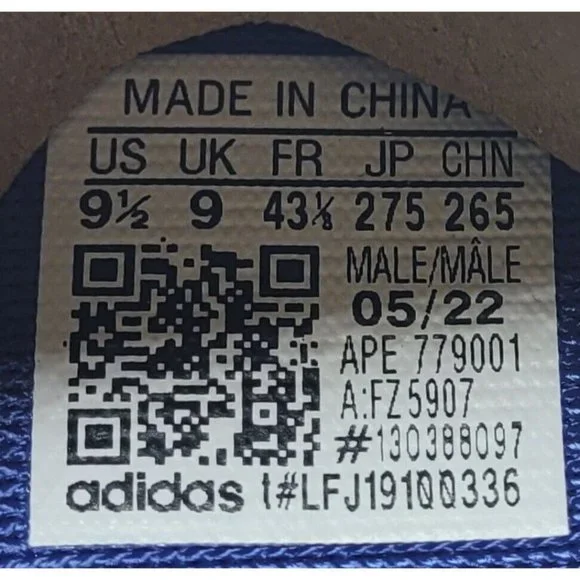 MADE IN CHINA
US UK FR JP CHN
9½ 9 43⅓ 275 265
MALE/MÂLE
05/22
APE 779001
A:FZ5907
#130388097
adidas t#LFJ19100336